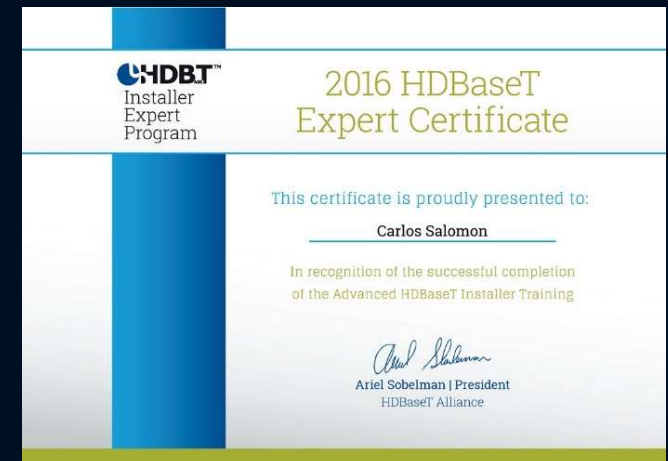 HDBT™
Installer
Expert
Program
2016 HDBaseT
Expert Certificate
This certificate is proudly presented to:
Carlos Salomon
In recognition of the successful completion
of the Advanced HDBaseT Installer Training
Ariel Sobelman | President
HDBaseT Alliance